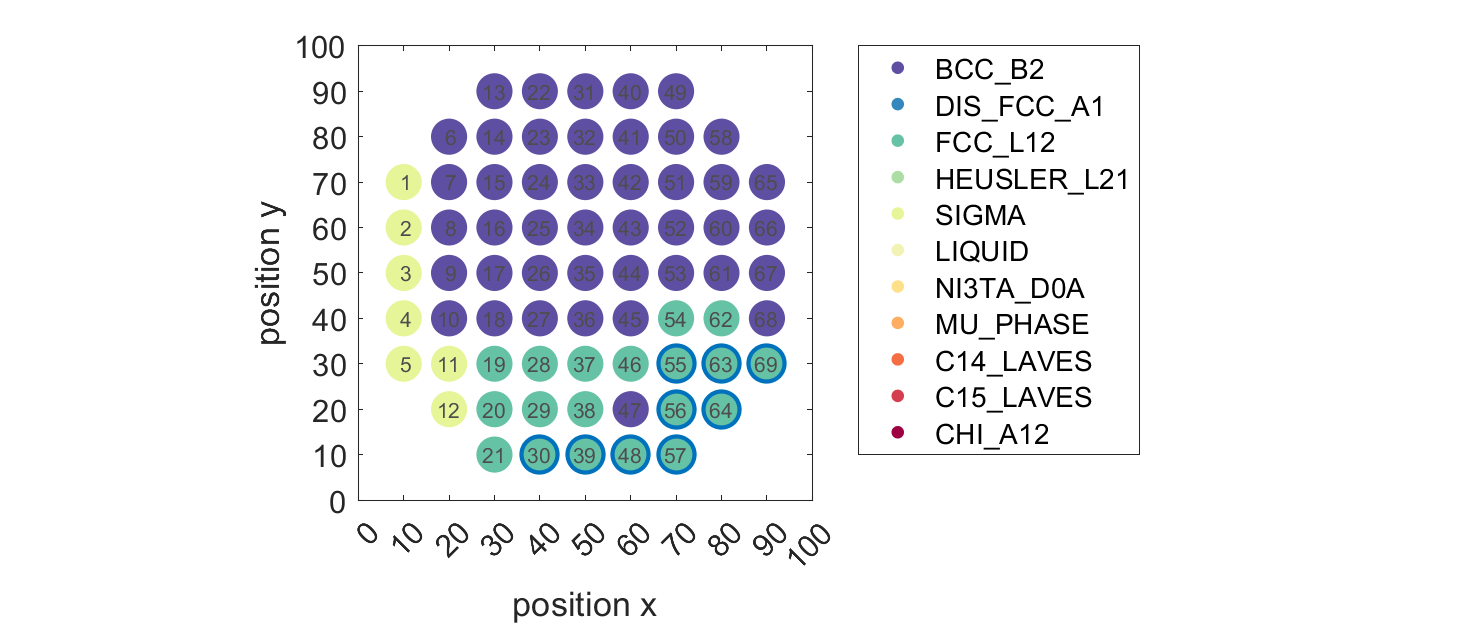 100
90
80
70
60
50
40
30
20
10
0
position y
13 22 31 40 49
6 14 23 32 41 50 58
1 7 15 24 33 42 51 59 65
2 8 16 25 34 43 52 60 66
3 9 17 26 35 44 53 61 67
4 10 18 27 36 45 54 62 68
5 11 19 28 37 46 55 63 69
12 20 29 38 47 56 64
21 30 39 48 57
0 10 20 30 40 50 60 70 80 90 100
position x
BCC_B2
DIS_FCC_A1
FCC_L12
HEUSLER_L21
SIGMA
LIQUID
NI3TA_D0A
MU_PHASE
C14_LAVES
C15_LAVES
CHI_A12